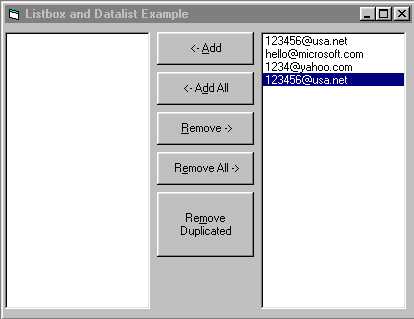 Listbox and Datalist Example
<- Add
<- Add All
Remove ->
Remove All ->
Remove
Duplicated
123456@usa.net
hello@microsoft.com
1234@yahoo.com
123456@usa.net